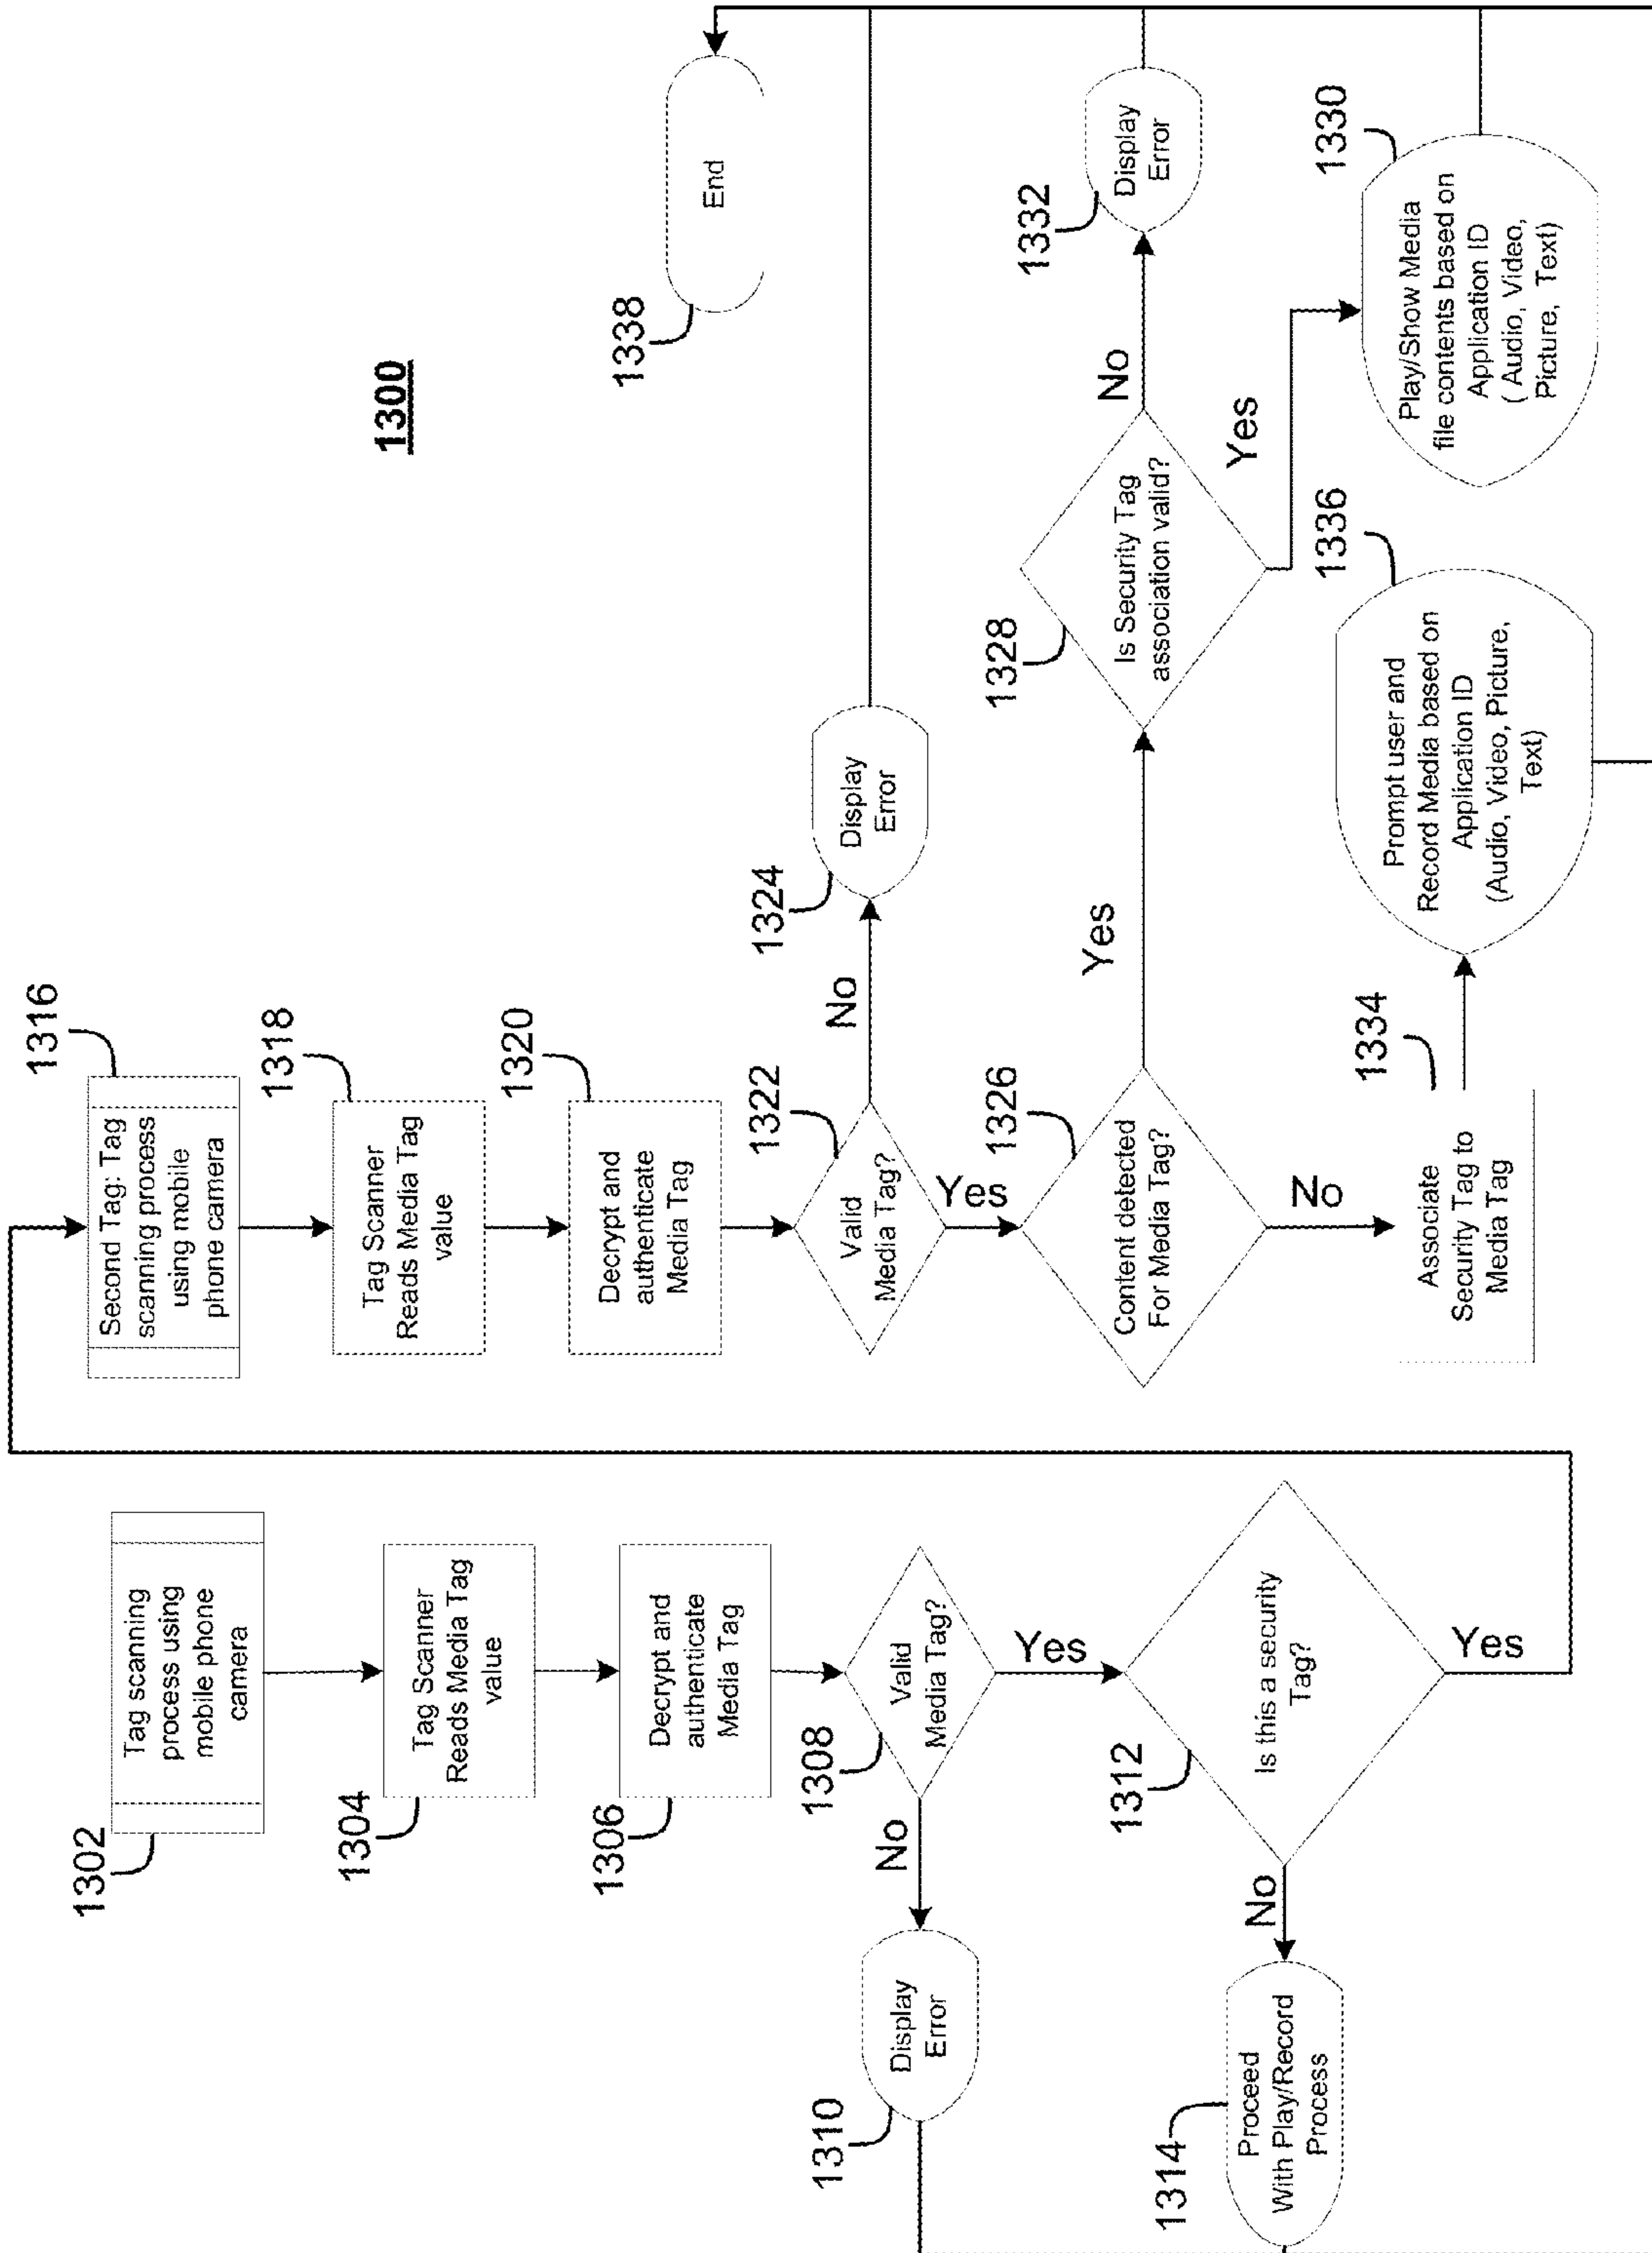 1300
1302
Tag scanning
process using
mobile phone
camera
1304
Tag Scanner
Reads Media Tag
value
1306
Decrypt and
authenticate
Media Tag
1308
Valid
Media Tag?
No
Yes
1310
Display
Error
1312
Is this a security
Tag?
No
Yes
1314
Proceed
With Play/Record
Process
1316
Second Tag: Tag
scanning process
using mobile
phone camera
1318
Tag Scanner
Reads Media Tag
value
1320
Decrypt and
authenticate
Media Tag
1322
Valid
Media Tag?
No
Yes
1324
Display
Error
1326
Content detected
For Media Tag?
Yes
No
1328
Is Security Tag
association valid?
No
Yes
1332
Display
Error
1330
Play/Show Media
file contents based on
Application ID
( Audio, Video,
Picture, Text)
1334
Associate
Security Tag to
Media Tag
1336
Prompt user and
Record Media based on
Application ID
(Audio, Video, Picture,
Text)
1338
End